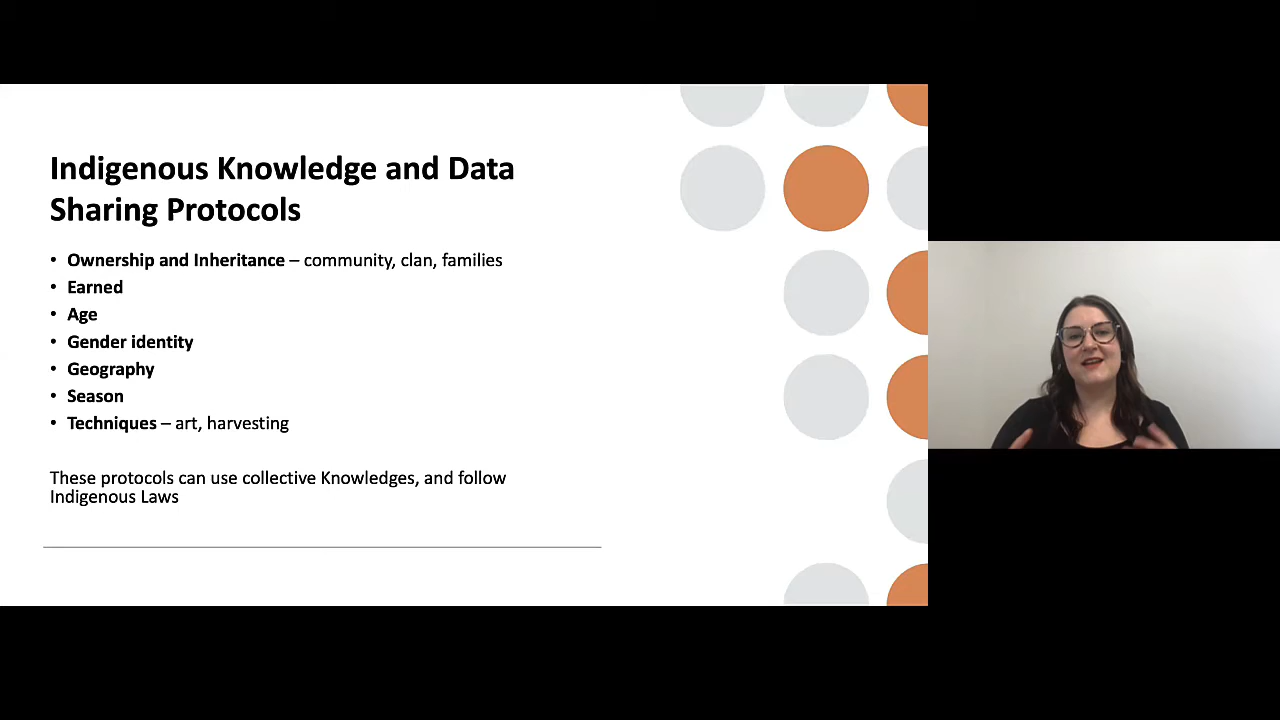 Indigenous Knowledge and Data
Sharing Protocols
• Ownership and Inheritance – community, clan, families
• Earned
• Age
• Gender identity
• Geography
• Season
• Techniques – art, harvesting
These protocols can use collective Knowledges, and follow
Indigenous Laws